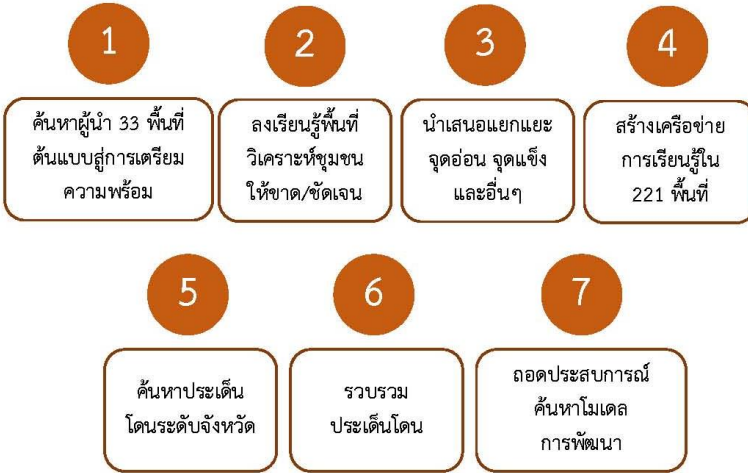 1
ค้นหาผู้นำ 33 พื้นที่
ต้นแบบสู่การเตรียม
ความพร้อม
2
ลงเรียนรู้พื้นที่
วิเคราะห์ชุมชน
ให้ขาด/ชัดเจน
3
นำเสนอแยกแยะ
จุดอ่อน จุดแข็ง
และอื่นๆ
4
สร้างเครือข่าย
การเรียนรู้ใน
221 พื้นที่
5
ค้นหาประเด็น
โดนระดับจังหวัด
6
รวบรวม
ประเด็นโดน
7
ถอดประสบการณ์
ค้นหาโมเดล
การพัฒนา